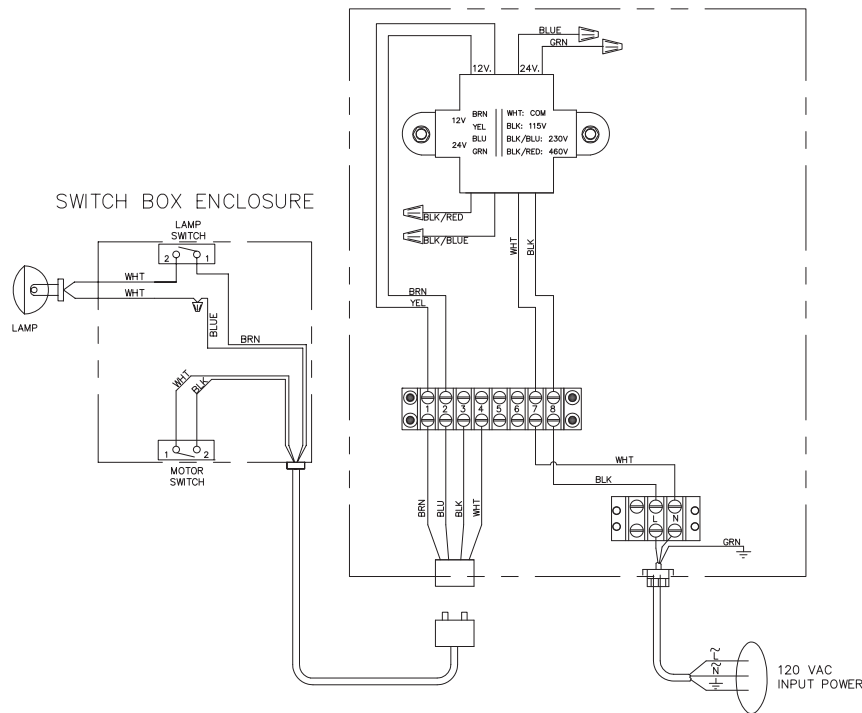 BLUE
GRN
12V.
24V.
12V
BRN
YEL
24V
BLU
GRN
WHT: COM
BLK: 115V
BLK/BLU: 230V
BLK/RED: 460V
BLK/RED
BLK/BLUE
WHT
BLK
SWITCH BOX ENCLOSURE
LAMP
SWITCH
2 1
WHT
WHT
LAMP
BLUE
BRN
BRN
YEL
WHT
BLK
1 2
MOTOR
SWITCH
1 2 3 4 5 6 7 8
BRN
BLU
BLK
WHT
WHT
BLK
L N
GRN
L
N
120 VAC
INPUT POWER